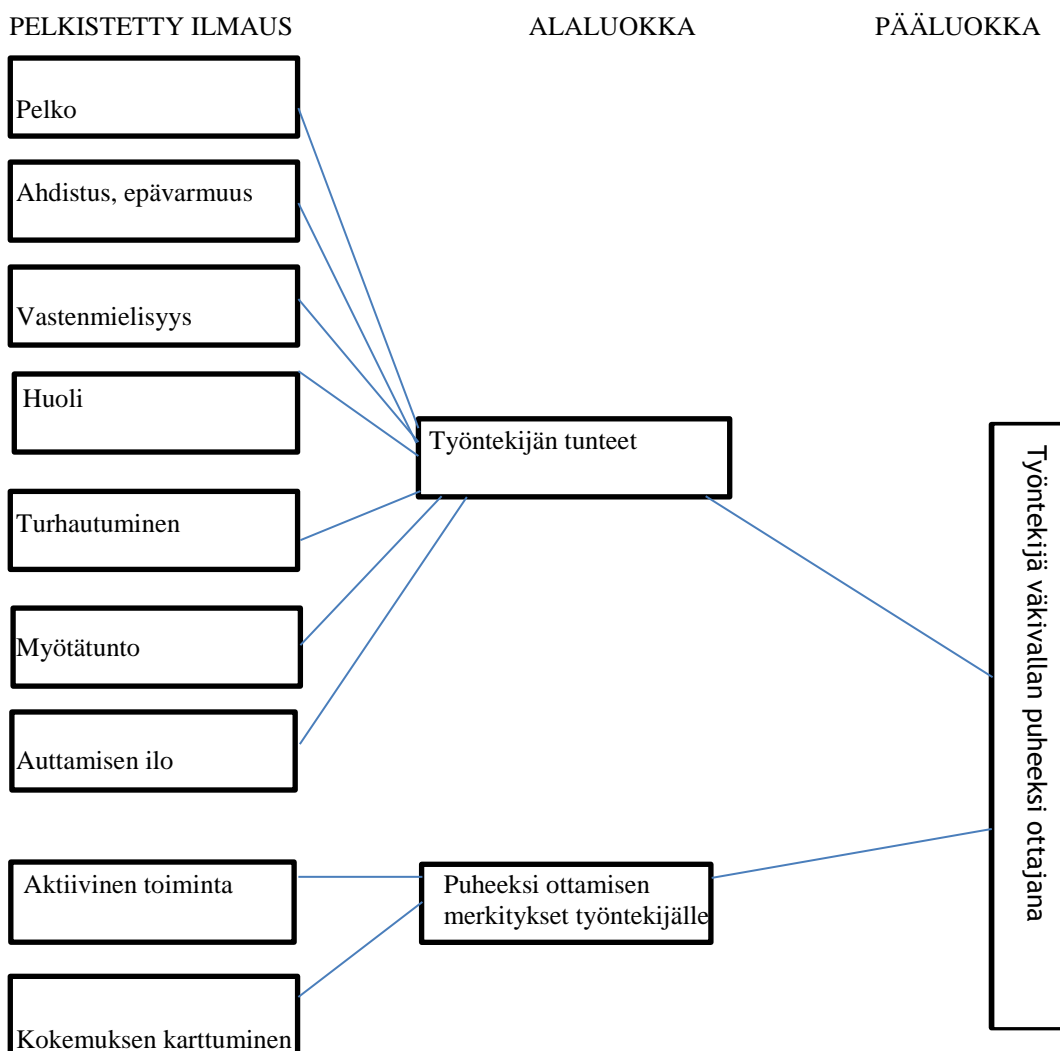 PELKISTETTY ILMAUS ALALUOKKA PÄÄLUOKKA
Pelko
Ahdistus, epävarmuus
Vastenmielisyys
Huoli
Turhautuminen
Myötätunto
Auttamisen ilo
Aktiivinen toiminta
Kokemuksen karttuminen
Työntekijän tunteet
Puheeksi ottamisen
merkitykset työntekijälle
Työntekijä väkivallan puheeksi ottajana